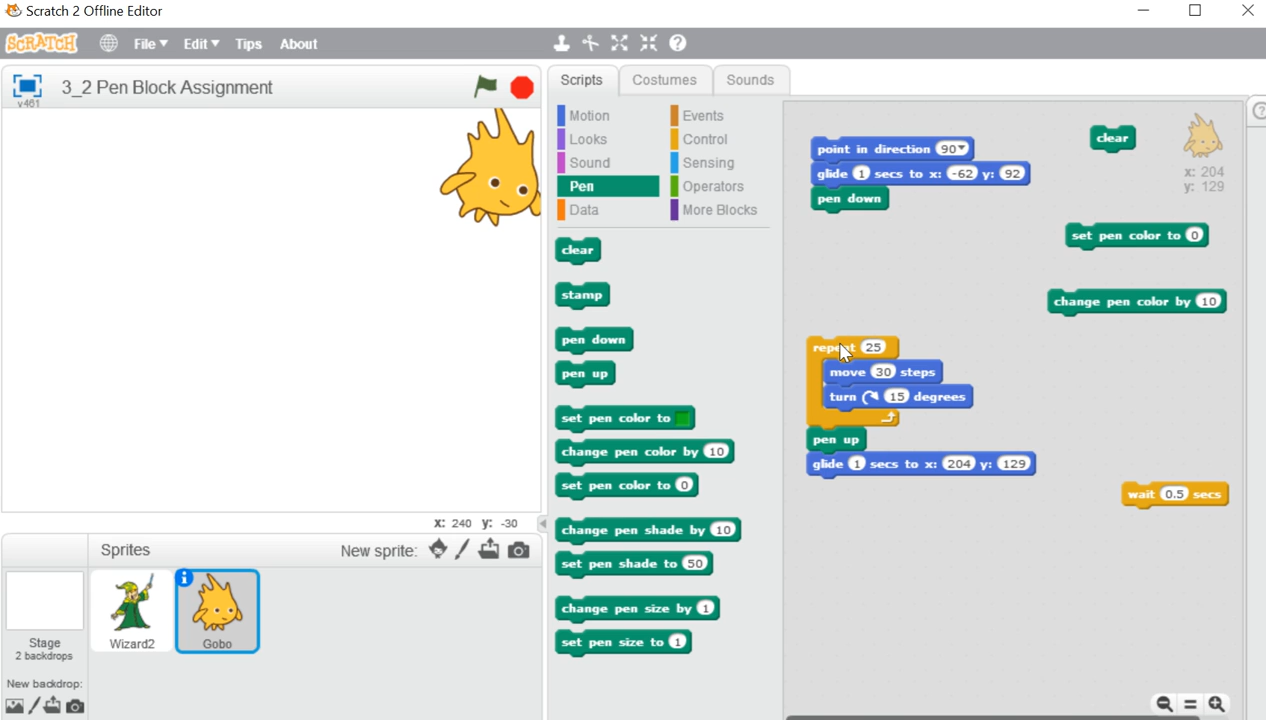 Scratch 2 Offline Editor
SCRATCH File Edit Tips About
3_2 Pen Block Assignment
v461
Scripts Costumes Sounds
Motion Events
Looks Control
Sound Sensing
Pen Operators
Data More Blocks
clear
stamp
pen down
pen up
set pen color to
change pen color by 10
set pen color to 0
change pen shade by 10
set pen shade to 50
change pen size by 1
set pen size to 1
point in direction 90
glide 1 secs to x: -62 y: 92
pen down
clear
x: 204
y: 129
set pen color to 0
change pen color by 10
repeat 25
move 30 steps
turn 15 degrees
pen up
glide 1 secs to x: 204 y: 129
wait 0.5 secs
x: 240 y: -30
Sprites New sprite:
Stage
2 backdrops
New backdrop:
Wizard2
Gobo